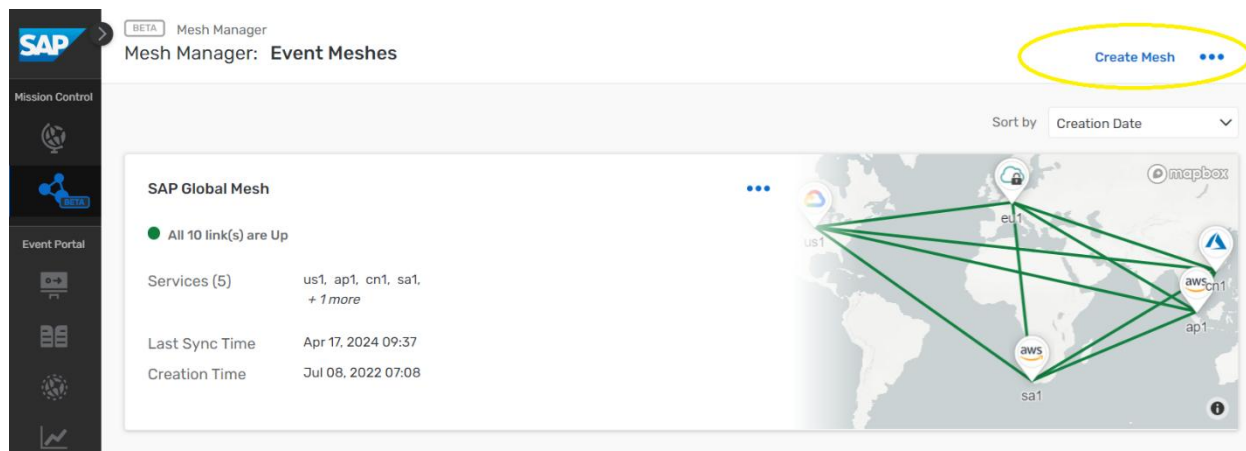 SAP
BETA Mesh Manager
Mesh Manager: Event Meshes
Create Mesh
Mission Control
BETA
Event Portal
Sort by Creation Date
SAP Global Mesh
All 10 link(s) are Up
Services (5) us1, ap1, cn1, sa1,
+ 1 more
Last Sync Time Apr 17, 2024 09:37
Creation Time Jul 08, 2022 07:08
mapbox
us1
eu1
aws
cn1
ap1
aws
sa1